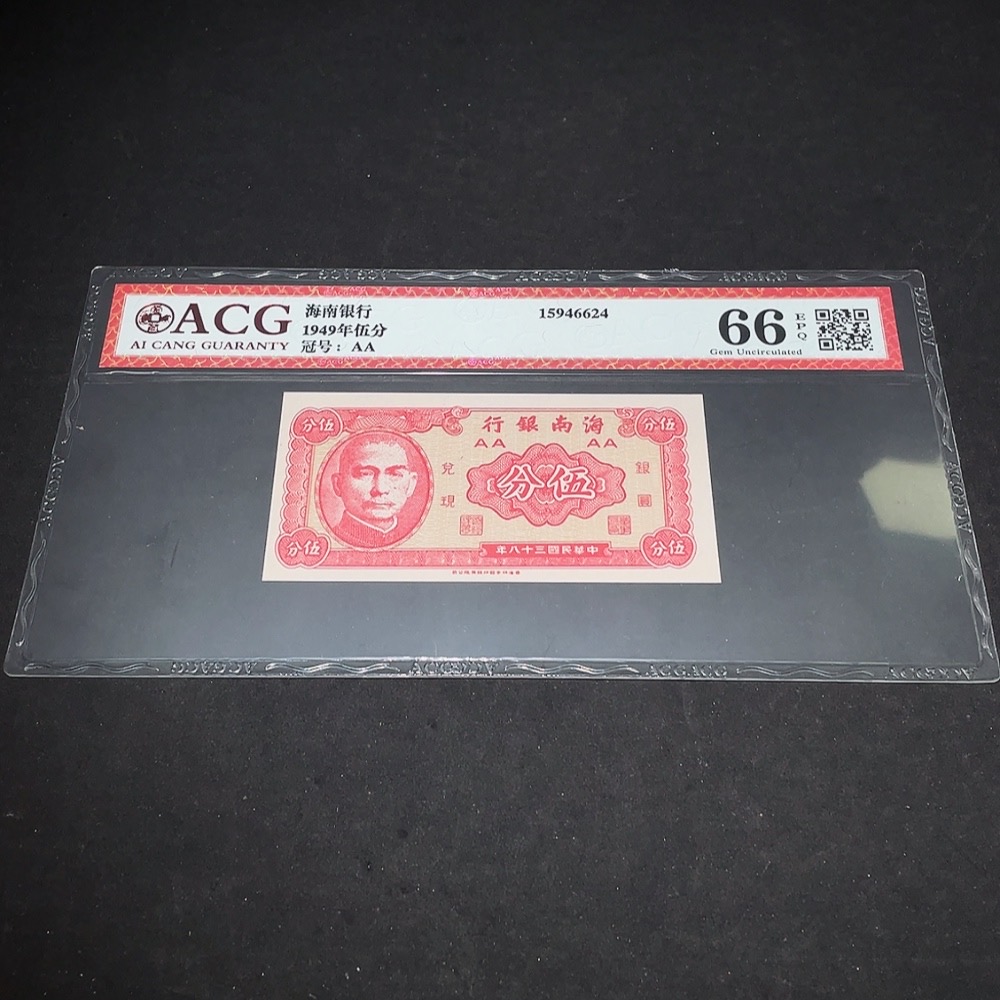 ACG
AI CANG GUARANTY
海南银行
1949年伍分
冠号：AA
15946624
66
EPQ
Gem Uncirculated
伍分
海南銀行
伍分
AA AA
兌現
伍分
銀圓
伍分
中華民國三十八年
伍分